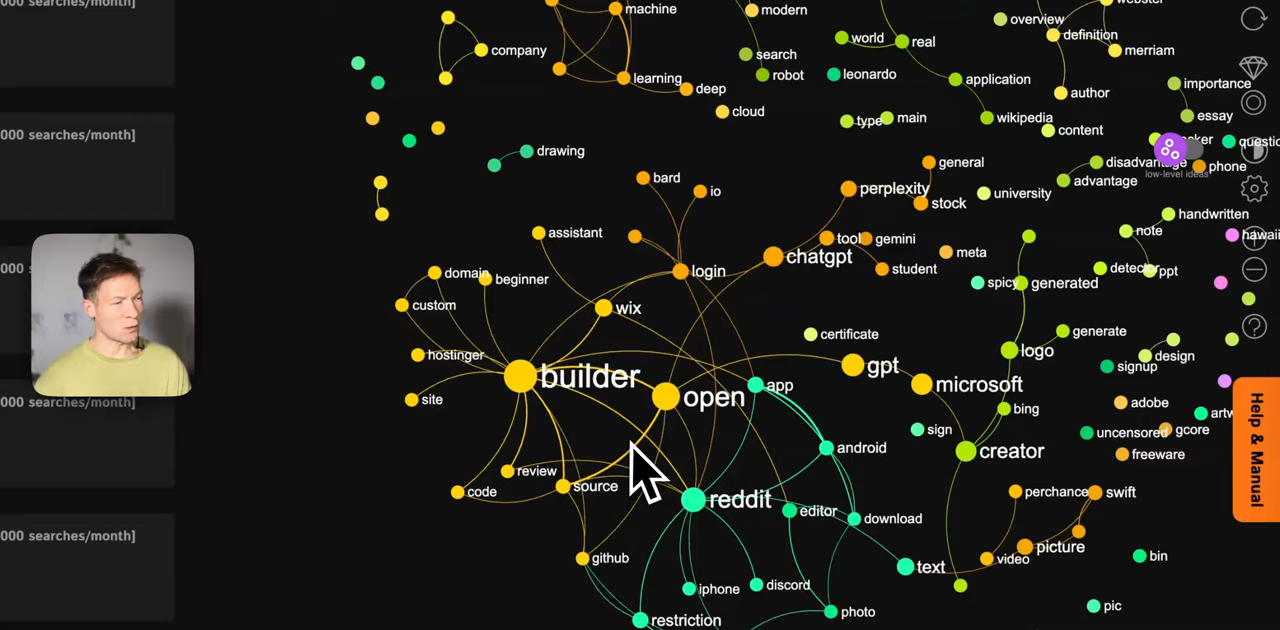 000 searches/month]
machine
modern
overview
webster
company
world
real
definition
merriam
search
learning
deep
robot
leonardo
application
importance
author
cloud
type
main
wikipedia
content
essay
drawing
general
disadvantage
phone
low-level ideas
bard
io
perplexity
stock
university
advantage
handwritten
note
assistant
tool
gemini
hawaii
login
chatgpt
student
meta
detector
ppt
domain
beginner
spicy
generated
custom
wix
certificate
generate
hostinger
logo
design
000 searches/month]
builder
gpt
signup
app
microsoft
site
open
bing
adobe
000 searches/month]
sign
uncensored
gcore
android
creator
freeware
Help & Manual
review
code
source
reddit
editor
download
perchance
swift
000 searches/month]
github
text
video
picture
bin
iphone
discord
photo
pic
restriction